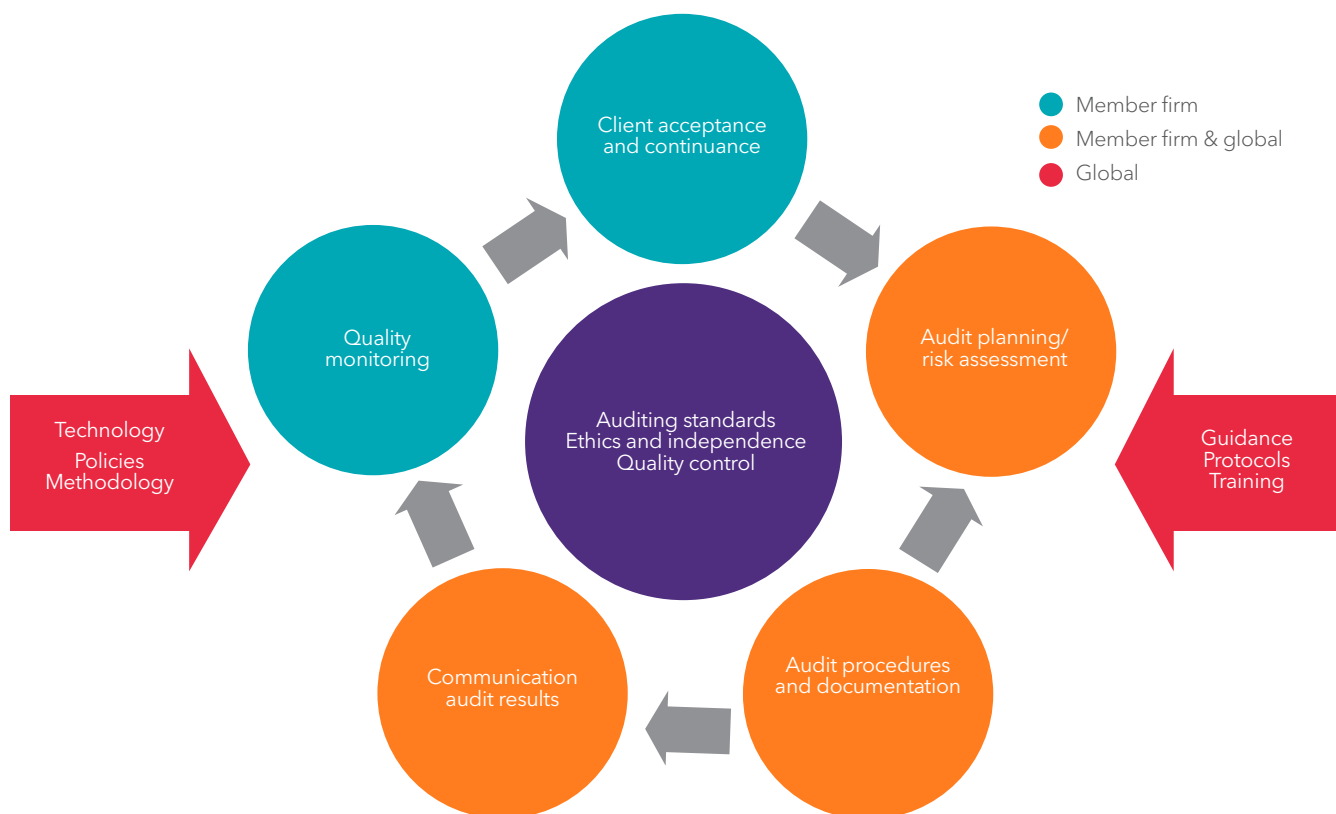 Client acceptance
and continuance
Member firm
Member firm & global
Global
Quality
monitoring
Audit planning/
risk assessment
Technology
Policies
Methodology
Auditing standards
Ethics and independence
Quality control
Guidance
Protocols
Training
Communication
audit results
Audit procedures
and documentation